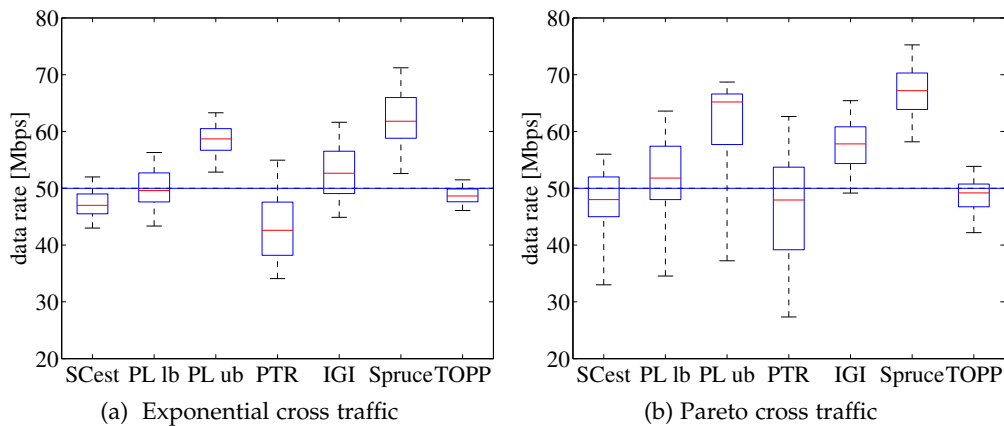 80
70
60
50
40
30
20
data rate [Mbps]
SCest PL lb PL ub PTR IGI Spruce TOPP
(a) Exponential cross traffic
80
70
60
50
40
30
20
data rate [Mbps]
SCest PL lb PL ub PTR IGI Spruce TOPP
(b) Pareto cross traffic